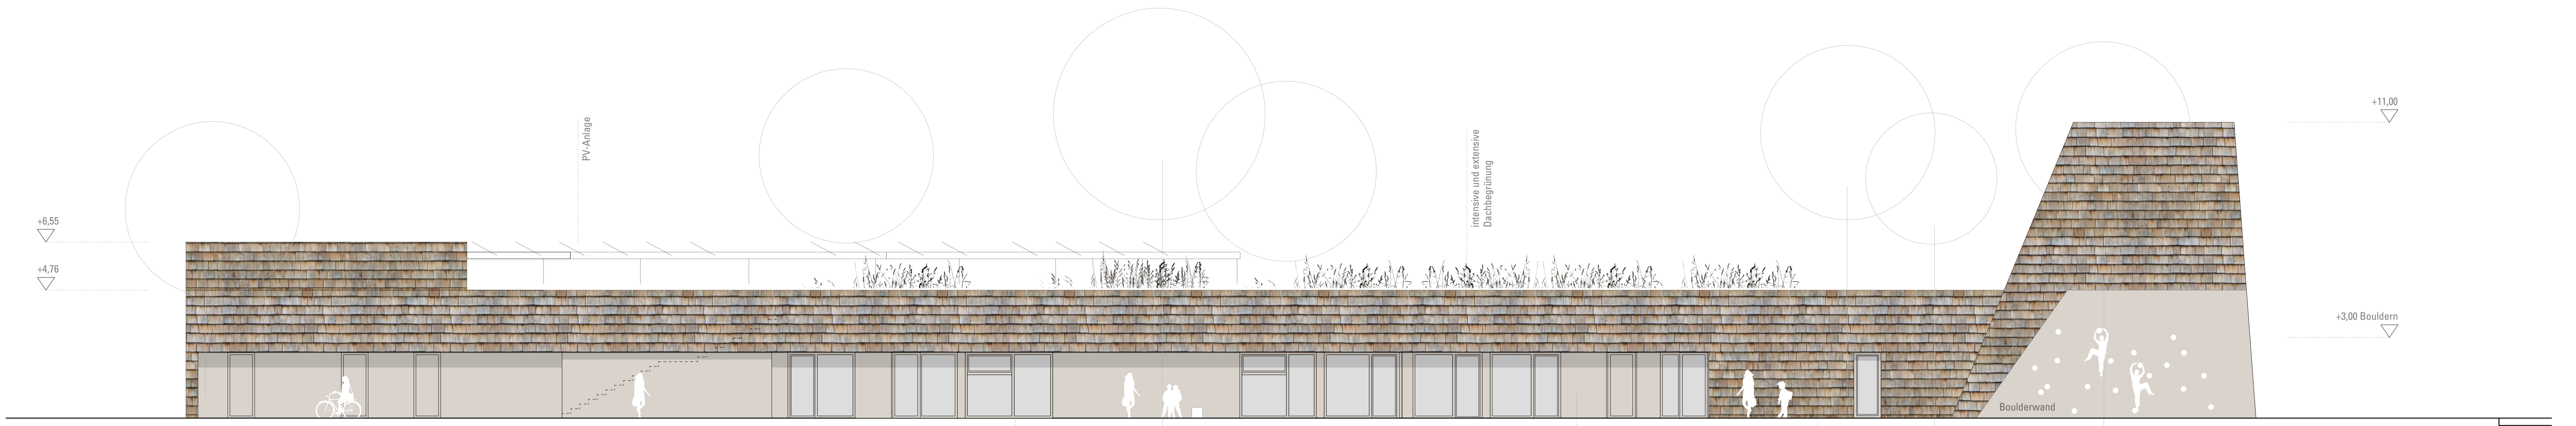 +6,55
+4,76
PV-Anlage
intensive und extensive
Dachbegrünung
+11,00
+3,00 Bouldern
Boulderwand